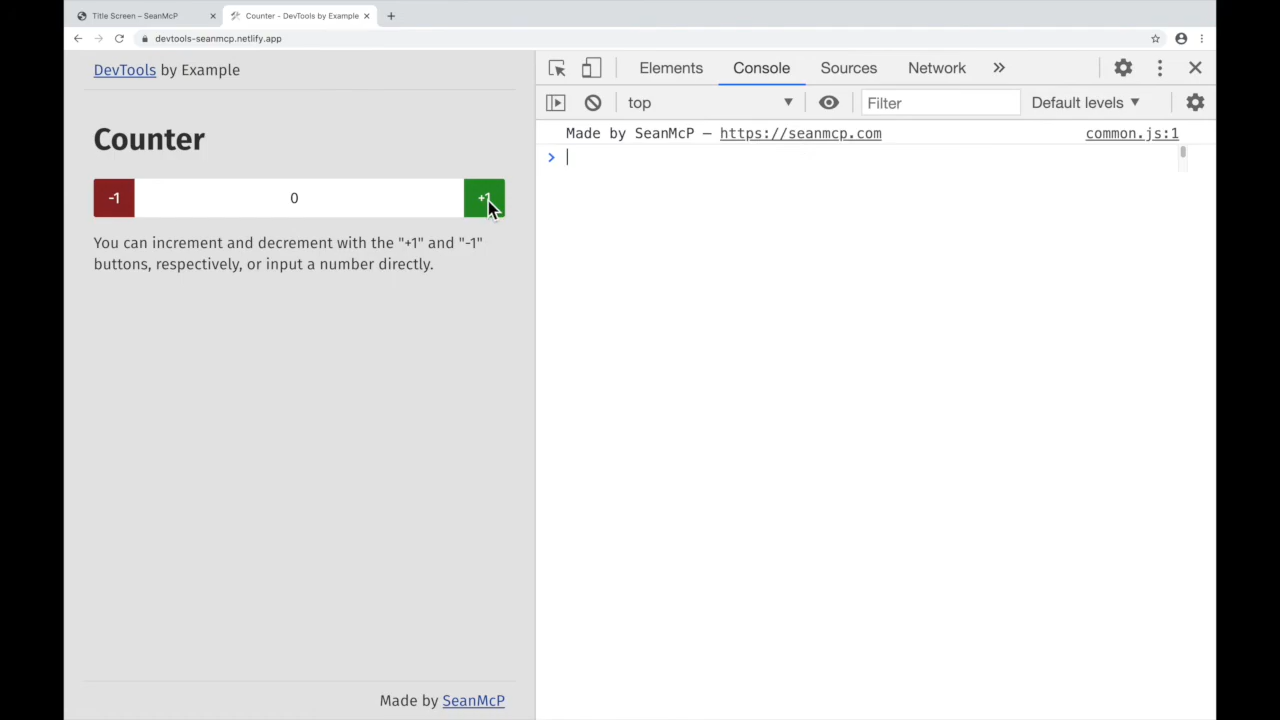 Title Screen – SeanMcP
Counter - DevTools by Example
devtools-seanmcp.netlify.app
DevTools by Example
Counter
-1
0
+1
You can increment and decrement with the "+1" and "-1"
buttons, respectively, or input a number directly.
Made by SeanMcP
Elements Console Sources Network
top Filter Default levels
Made by SeanMcP – https://seanmcp.com common.js:1